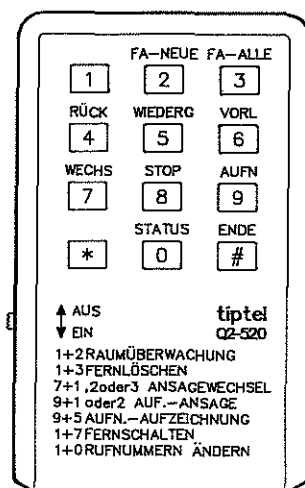 FA-NEUE FA-ALLE
1 2 3
RÜCK WIEDERG VORL
4 5 6
WECHS STOP AUFN
7 8 9
STATUS ENDE
* 0 #
AUS tiptel
EIN Q2-520
1+2 RAUMÜBERWACHUNG
1+3 FERNLÖSCHEN
7+1 ,2oder3 ANSAGEWECHSEL
9+1 oder2 AUF.-ANSAGE
9+5 AUFN.-AUFZEICHNUNG
1+7 FERNSCHALTEN
1+0 RUFNUMMERN ÄNDERN